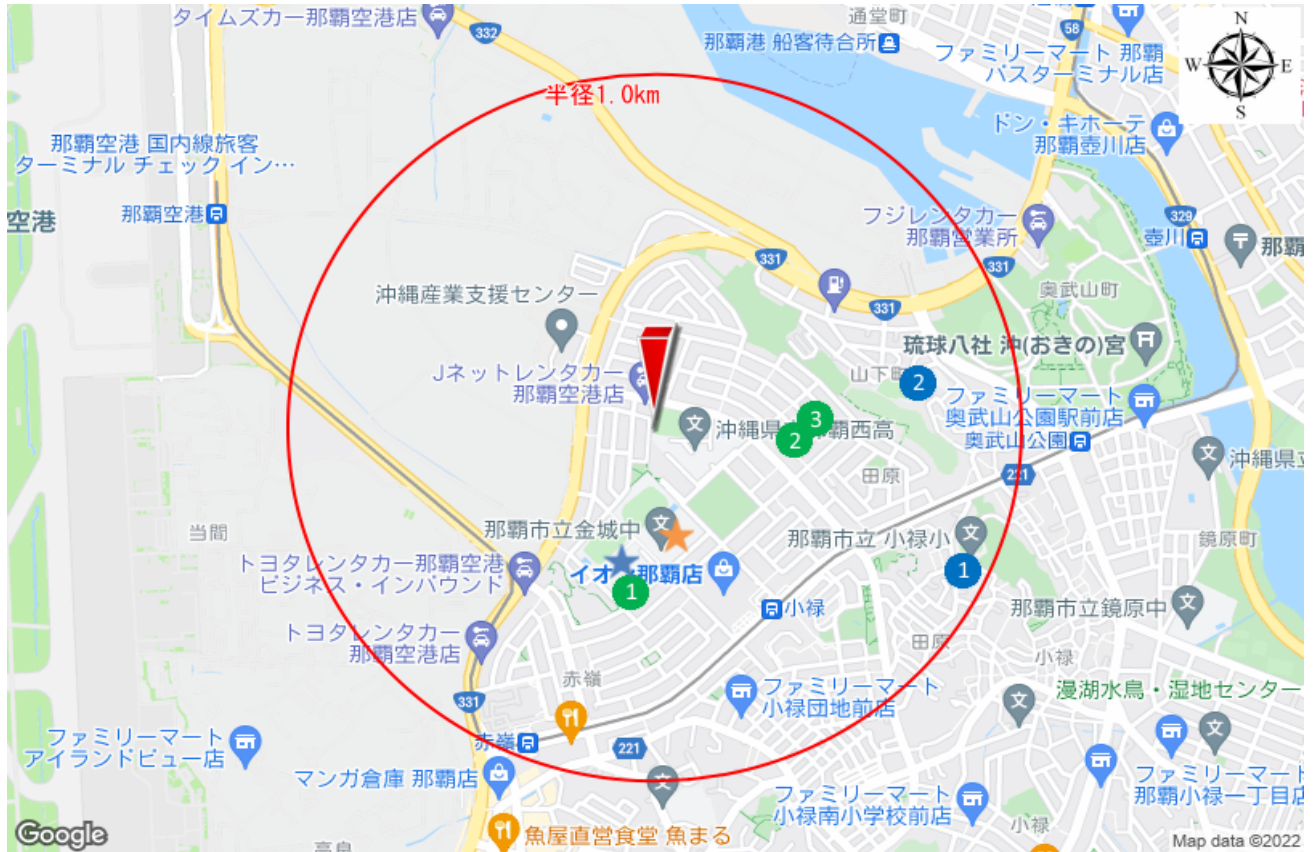 タイムズカー那覇空港店
332
通堂町
那覇港 船客待合所
58
ファミリーマート 那覇
バスターミナル店
N
W
E
S
半径1.0km
ドン・キホーテ
那覇壺川店
那覇空港 国内線旅客
ターミナル チェック イン…
那覇空港
空港
フジレンタカー
那覇営業所
329
壺川
那覇
331
331
331
奥武山町
沖縄産業支援センター
琉球八社 沖(おきの)宮
Jネットレンタカー
那覇空港店
山下町
2
ファミリーマート
奥武山公園駅前店
奥武山公園
3
2
沖縄県
那覇西高
田原
沖縄県立
221
当間
那覇市立金城中
那覇市立 小禄小
鏡原町
トヨタレンタカー那覇空港
ビジネス・インバウンド
イオン那覇店
1
1
小禄
那覇市立鏡原中
トヨタレンタカー
那覇空港店
田原
小禄
赤嶺
331
ファミリーマート
小禄団地前店
漫湖水鳥・湿地センター
ファミリーマート
アイランドビュー店
赤嶺
221
マンガ倉庫 那覇店
ファミリーマート
小禄南小学校前店
ファミリーマート
那覇小禄一丁目店
魚屋直営食堂 魚まる
小禄
高良
Google
Map data ©2022